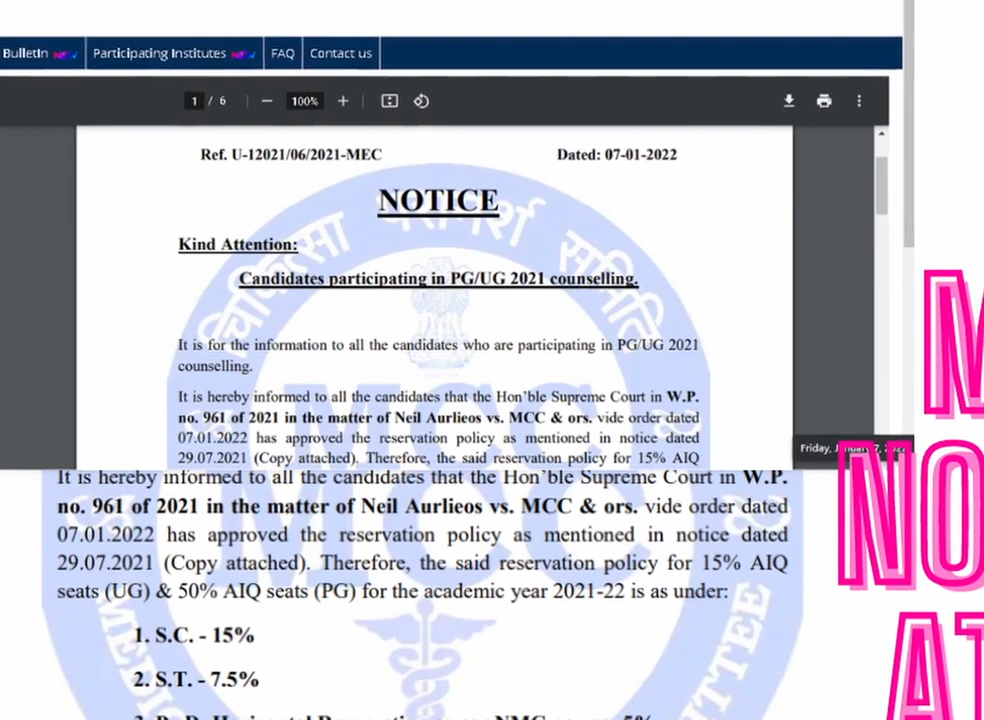 BulletIn NEW Participating Institutes NEW FAQ Contact us
1 / 6 — 100% +
Ref. U-12021/06/2021-MEC Dated: 07-01-2022
NOTICE
Kind Attention:
Candidates participating in PG/UG 2021 counselling.
It is for the information to all the candidates who are participating in PG/UG 2021
counselling.
It is hereby informed to all the candidates that the Hon'ble Supreme Court in W.P.
no. 961 of 2021 in the matter of Neil Aurlieos vs. MCC & ors. vide order dated
07.01.2022 has approved the reservation policy as mentioned in notice dated
29.07.2021 (Copy attached). Therefore, the said reservation policy for 15% AIQ
Friday,
It is hereby informed to all the candidates that the Hon'ble Supreme Court in W.P.
no. 961 of 2021 in the matter of Neil Aurlieos vs. MCC & ors. vide order dated
07.01.2022 has approved the reservation policy as mentioned in notice dated
29.07.2021 (Copy attached). Therefore, the said reservation policy for 15% AIQ
seats (UG) & 50% AIQ seats (PG) for the academic year 2021-22 is as under:
1. S.C. - 15%
2. S.T. - 7.5%
चिकित्सा परामर्श समिति
MCC
NO
AT